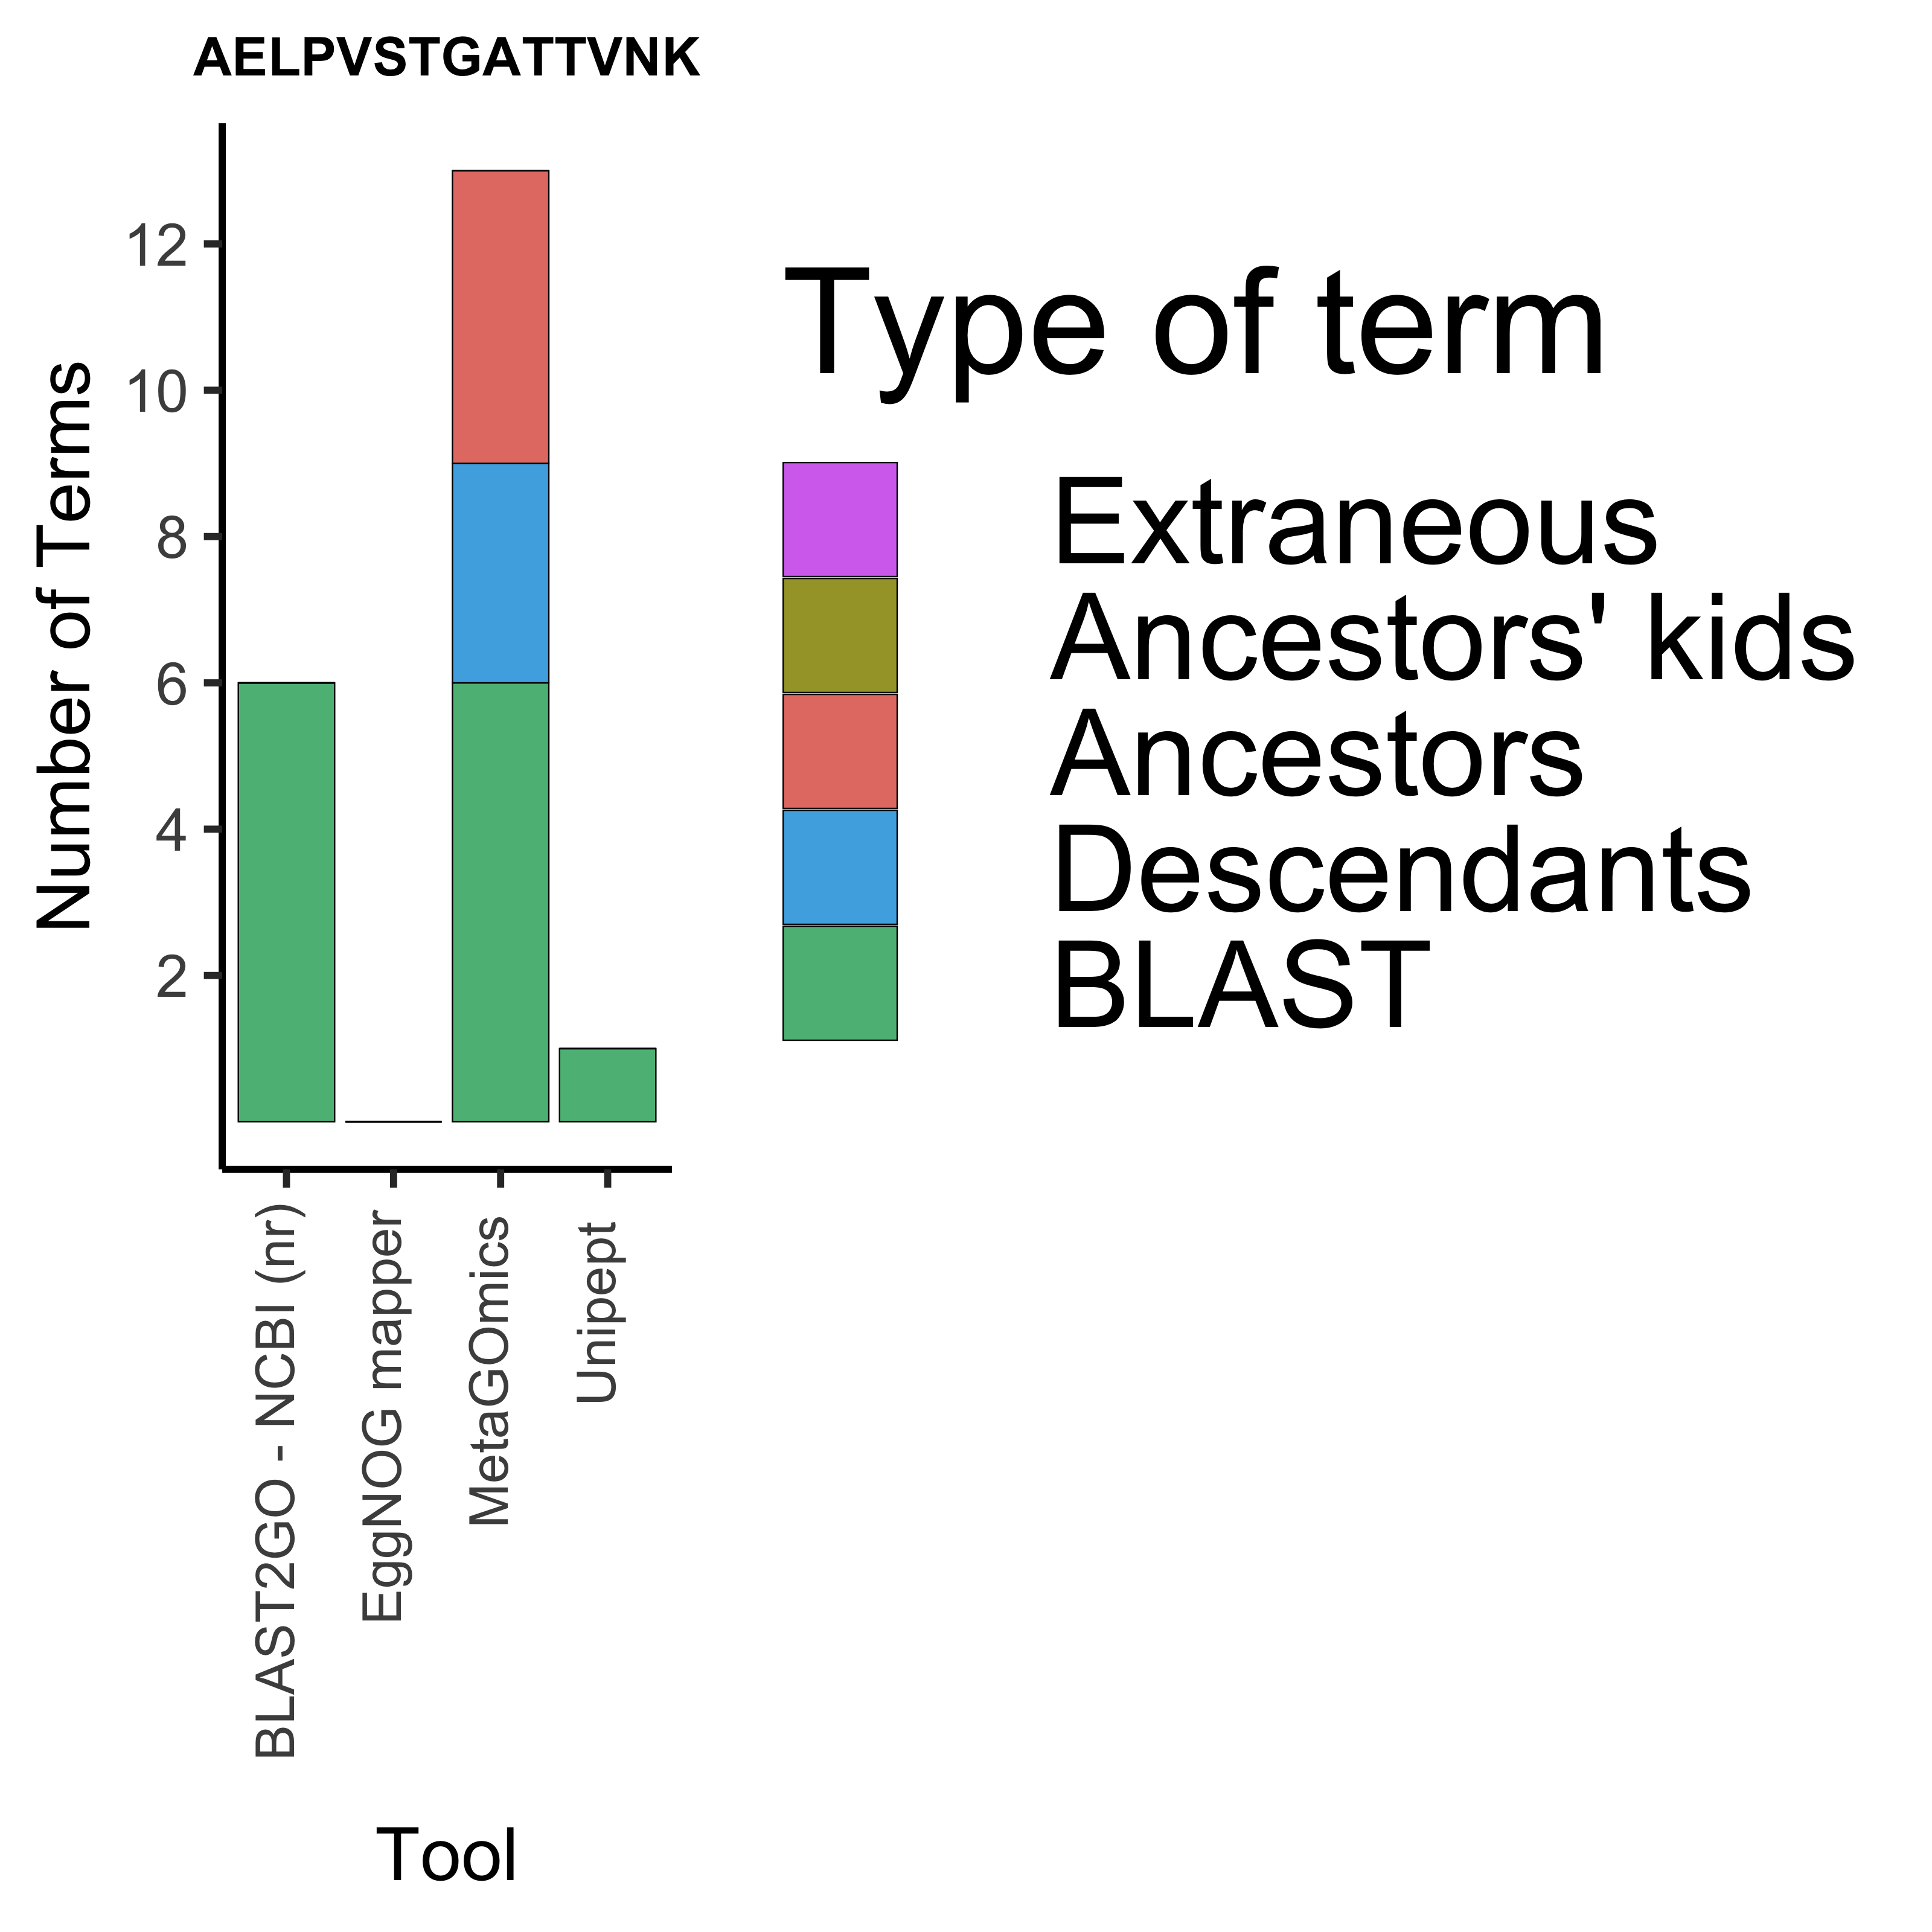 AELPVSTGATTVNK
Number of Terms
12
10
8
6
4
2
BLAST2GO - NCBI (nr)
EggNOG mapper
MetaGOmics
Unipept
Tool
Type of term
Extraneous
Ancestors' kids
Ancestors
Descendants
BLAST